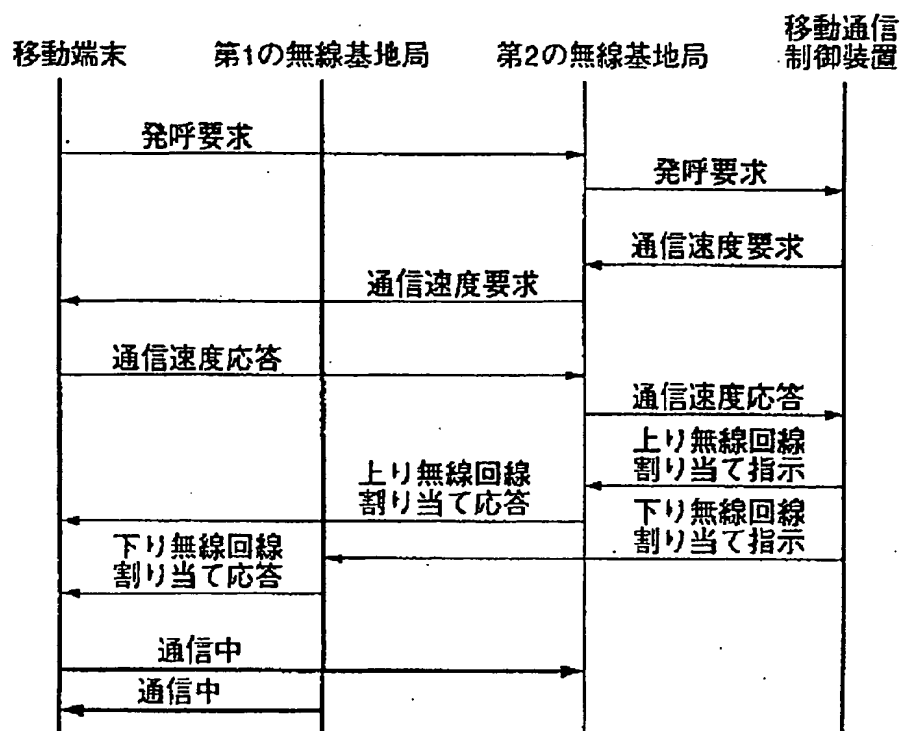 移動端末
第1の無線基地局
第2の無線基地局
移動通信
制御装置
発呼要求
発呼要求
通信速度要求
通信速度要求
通信速度応答
通信速度応答
上り無線回線
割り当て指示
上り無線回線
割り当て応答
下り無線回線
割り当て指示
下り無線回線
割り当て応答
通信中
通信中